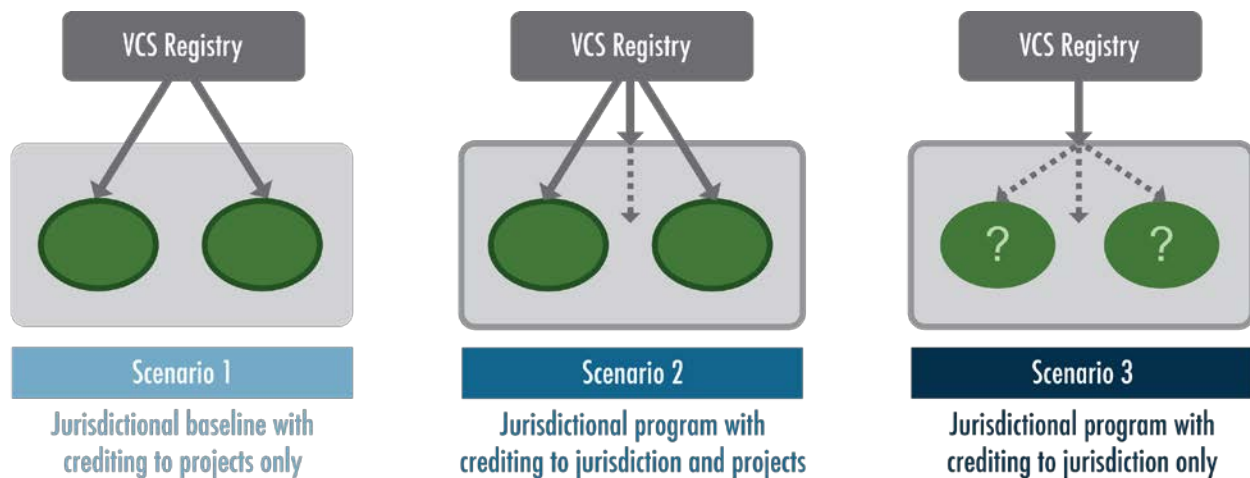 VCS Registry
VCS Registry
VCS Registry
?
?
Scenario 1
Scenario 2
Scenario 3
Jurisdictional baseline with
crediting to projects only
Jurisdictional program with
crediting to jurisdiction and projects
Jurisdictional program with
crediting to jurisdiction only